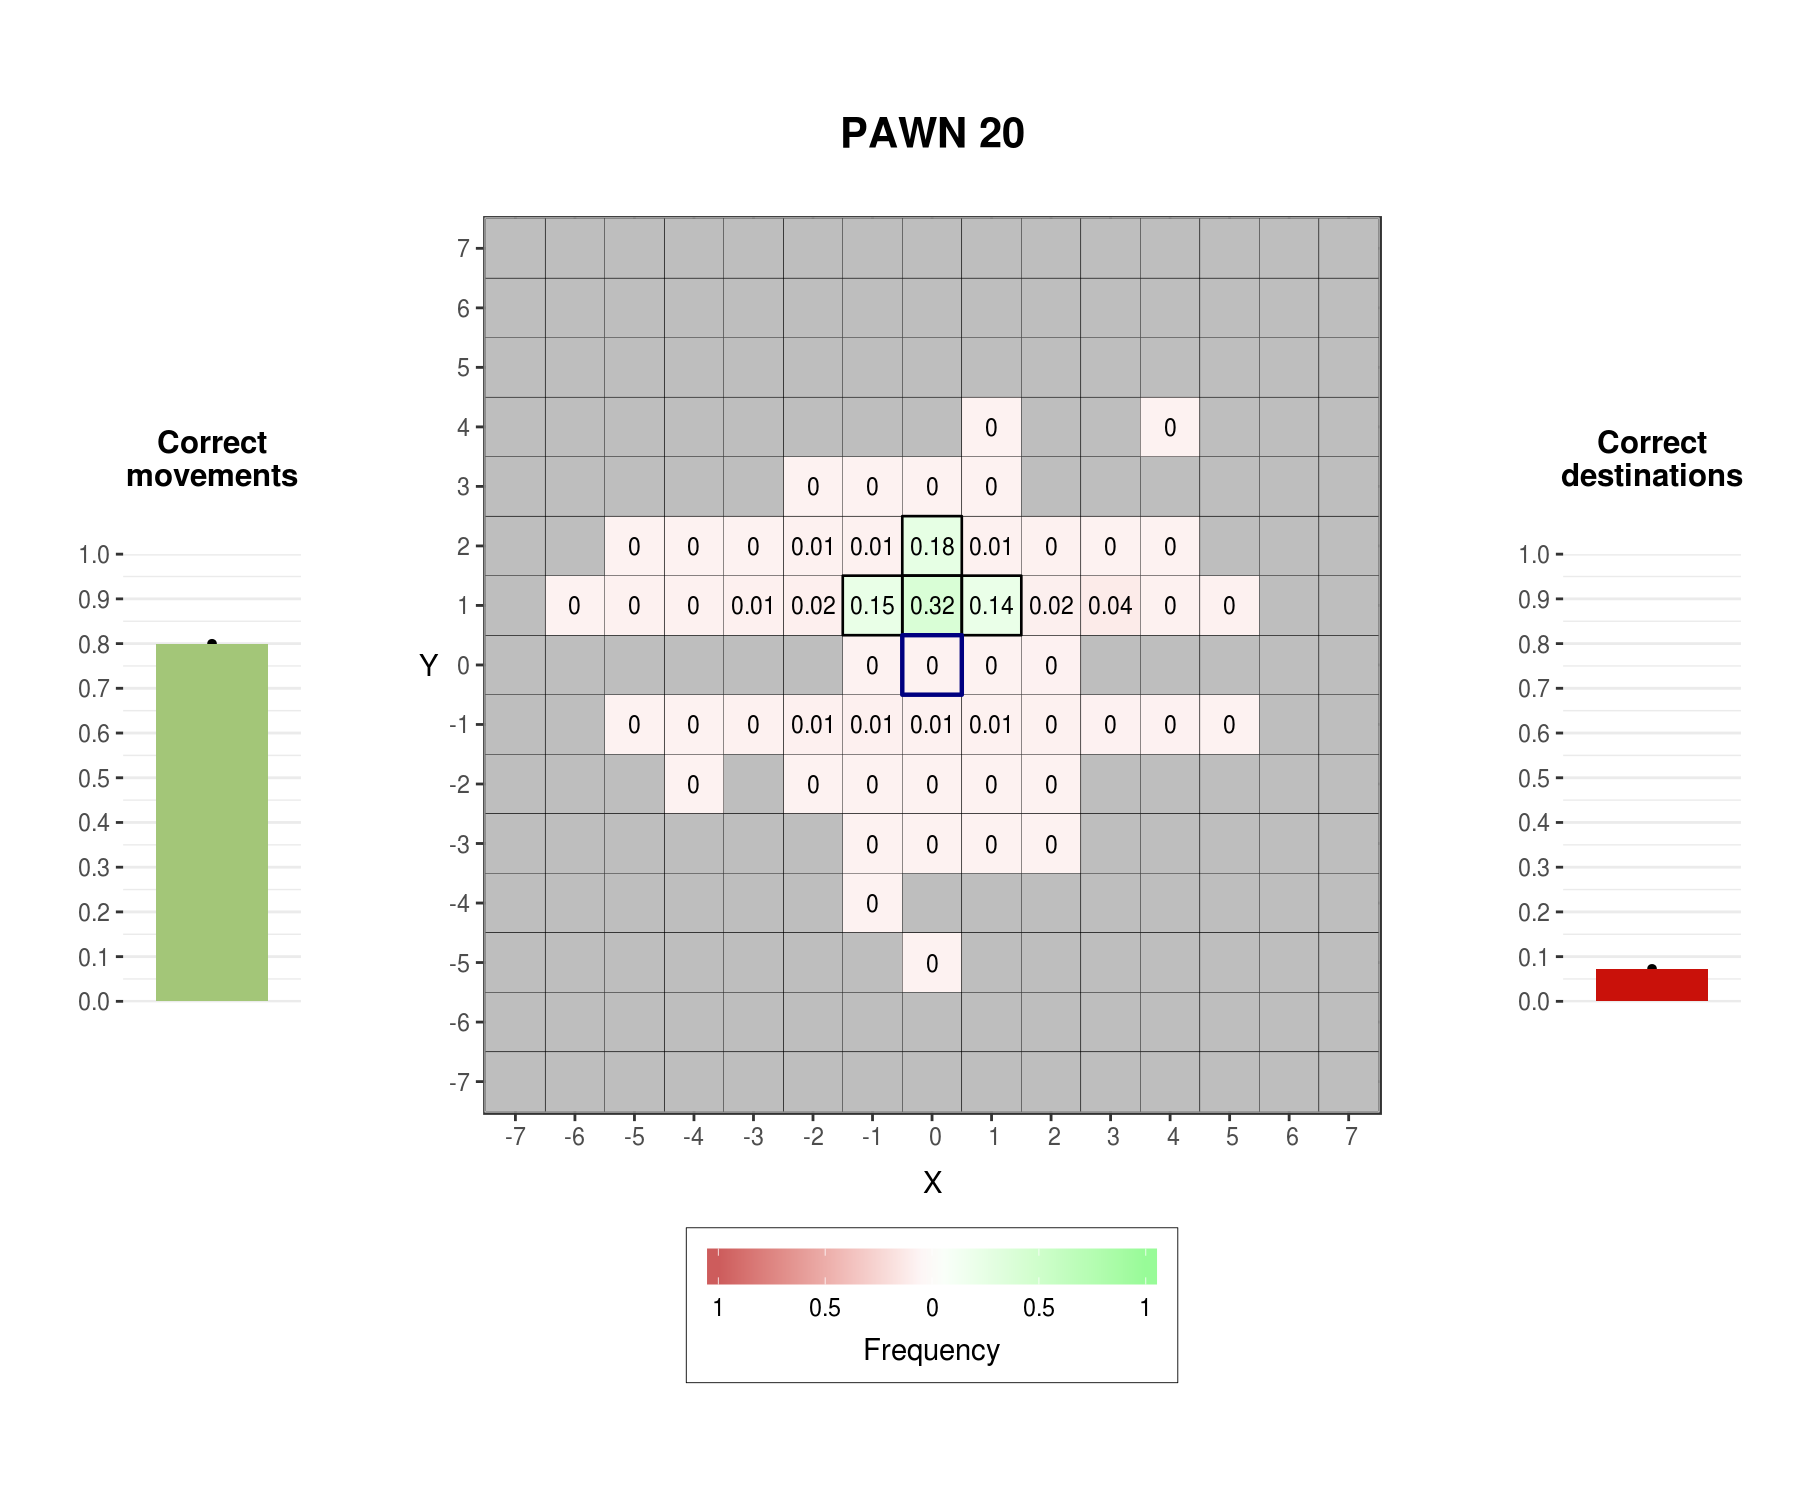 PAWN 20
Correct
movements
1.0
0.9
0.8
0.7
0.6
0.5
0.4
0.3
0.2
0.1
0.0
7
6
5
4 0 0
3 0 0 0 0
2 0 0 0 0.01 0.01 0.18 0.01 0 0 0
1 0 0 0 0.01 0.02 0.15 0.32 0.14 0.02 0.04 0 0
Y 0 0 0 0 0
-1 0 0 0 0.01 0.01 0.01 0.01 0 0 0 0
-2 0 0 0 0 0 0
-3 0 0 0 0
-4 0
-5 0
-6
-7
-7 -6 -5 -4 -3 -2 -1 0 1 2 3 4 5 6 7
X
1 0.5 0 0.5 1
Frequency
Correct
destinations
1.0
0.9
0.8
0.7
0.6
0.5
0.4
0.3
0.2
0.1
0.0